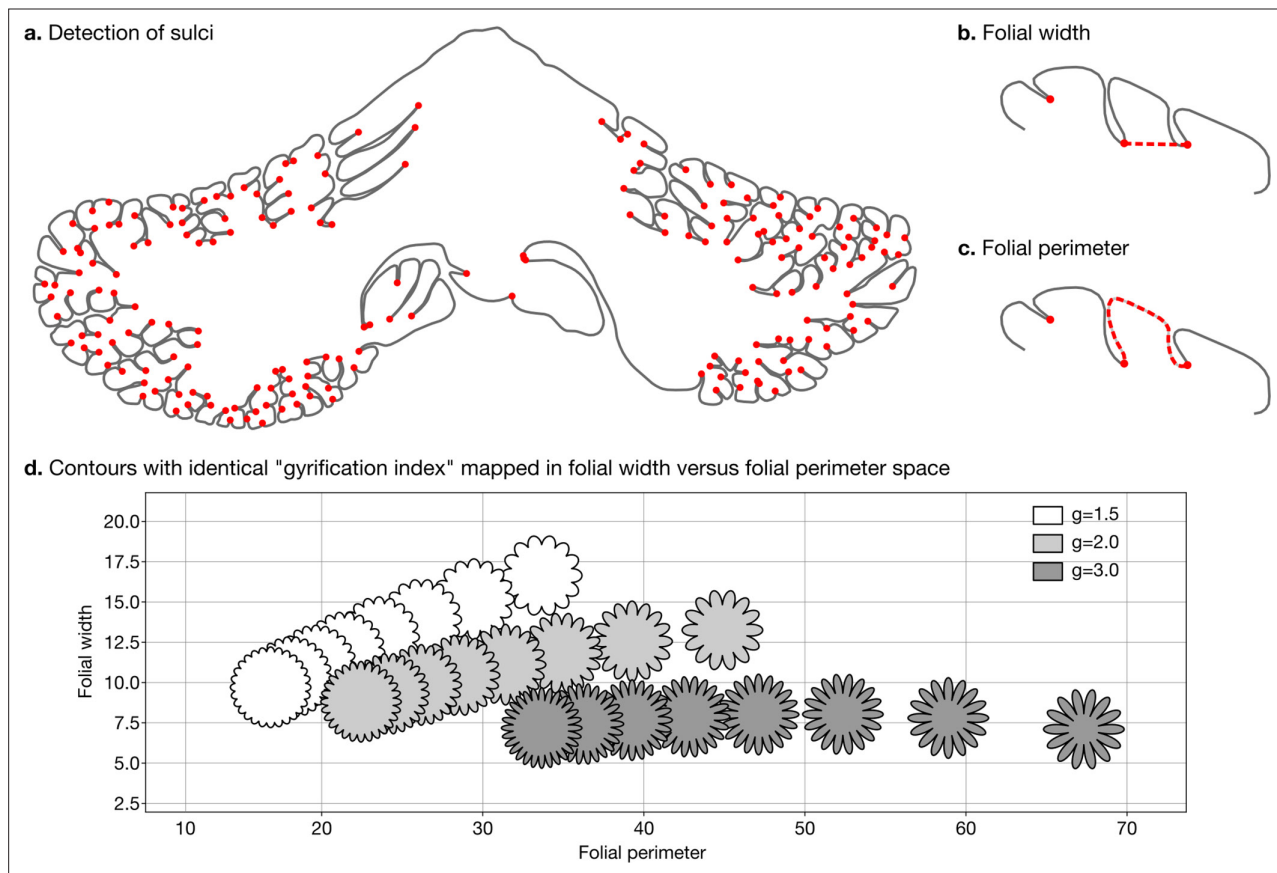 a. Detection of sulci
b. Folial width
c. Folial perimeter
d. Contours with identical "gyrification index" mapped in folial width versus folial perimeter space
20.0
17.5
15.0
12.5
10.0
7.5
5.0
2.5
Folial width
g=1.5
g=2.0
g=3.0
10 20 30 40 50 60 70
Folial perimeter